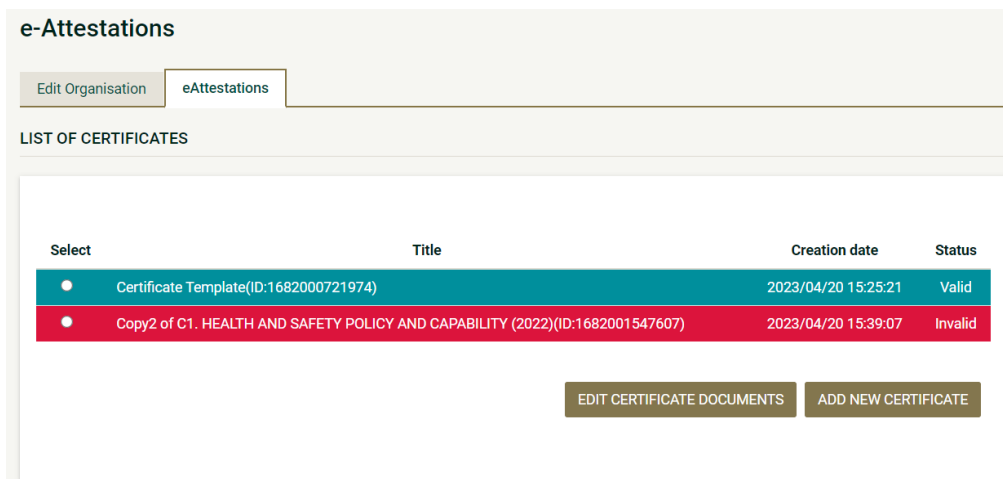 e-Attestations
Edit Organisation eAttestations
LIST OF CERTIFICATES
Select Title Creation date Status
Certificate Template(ID:1682000721974) 2023/04/20 15:25:21 Valid
Copy2 of C1. HEALTH AND SAFETY POLICY AND CAPABILITY (2022)(ID:1682001547607) 2023/04/20 15:39:07 Invalid
EDIT CERTIFICATE DOCUMENTS ADD NEW CERTIFICATE